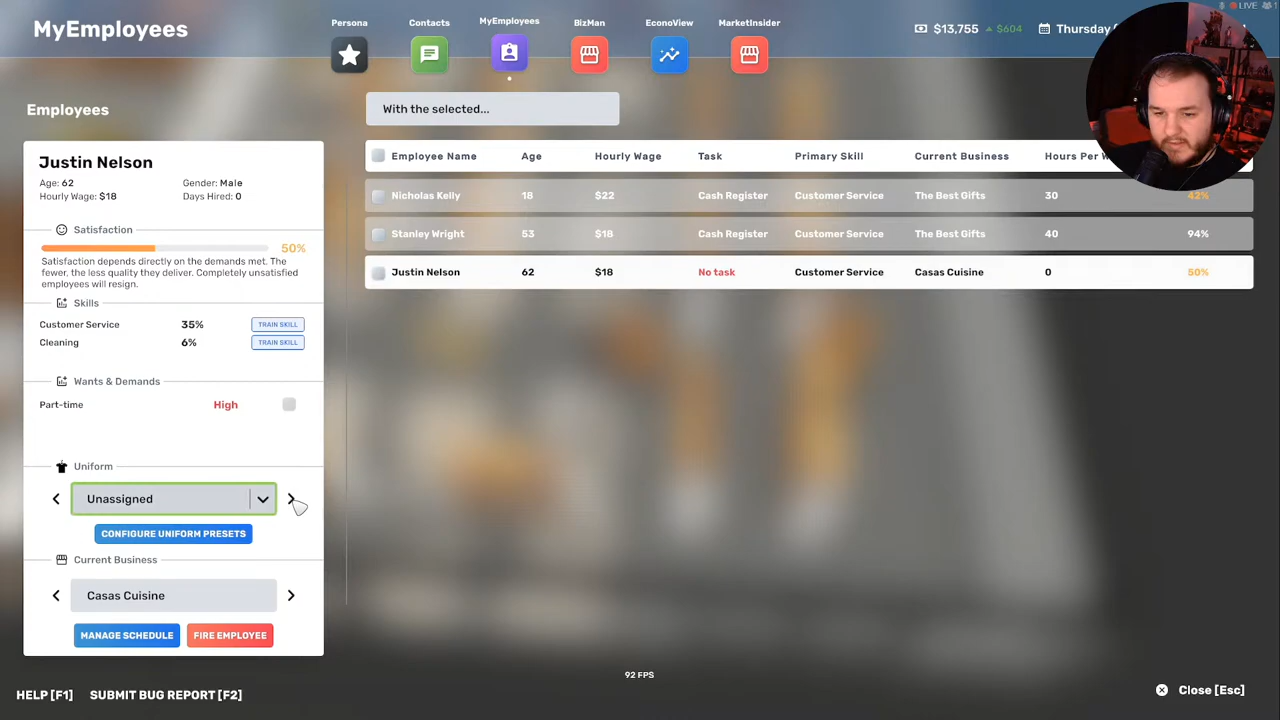 LIVE
MyEmployees
Persona
Contacts
MyEmployees
BizMan
EconoView
MarketInsider
$13,755
$604
Thursday
Employees
With the selected...
Justin Nelson
Age: 62
Gender: Male
Hourly Wage: $18
Days Hired: 0
Satisfaction
50%
Satisfaction depends directly on the demands met. The
fewer, the less quality they deliver. Completely unsatisfied
employees will resign.
Skills
Customer Service 35% TRAIN SKILL
Cleaning 6% TRAIN SKILL
Wants & Demands
Part-time High
Uniform
Unassigned
CONFIGURE UNIFORM PRESETS
Current Business
Casas Cuisine
MANAGE SCHEDULE
FIRE EMPLOYEE
Employee Name Age Hourly Wage Task Primary Skill Current Business Hours Per
Nicholas Kelly 18 $22 Cash Register Customer Service The Best Gifts 30 42%
Stanley Wright 53 $18 Cash Register Customer Service The Best Gifts 40 94%
Justin Nelson 62 $18 No task Customer Service Casas Cuisine 0 50%
92 FPS
HELP [F1]
SUBMIT BUG REPORT [F2]
Close [Esc]